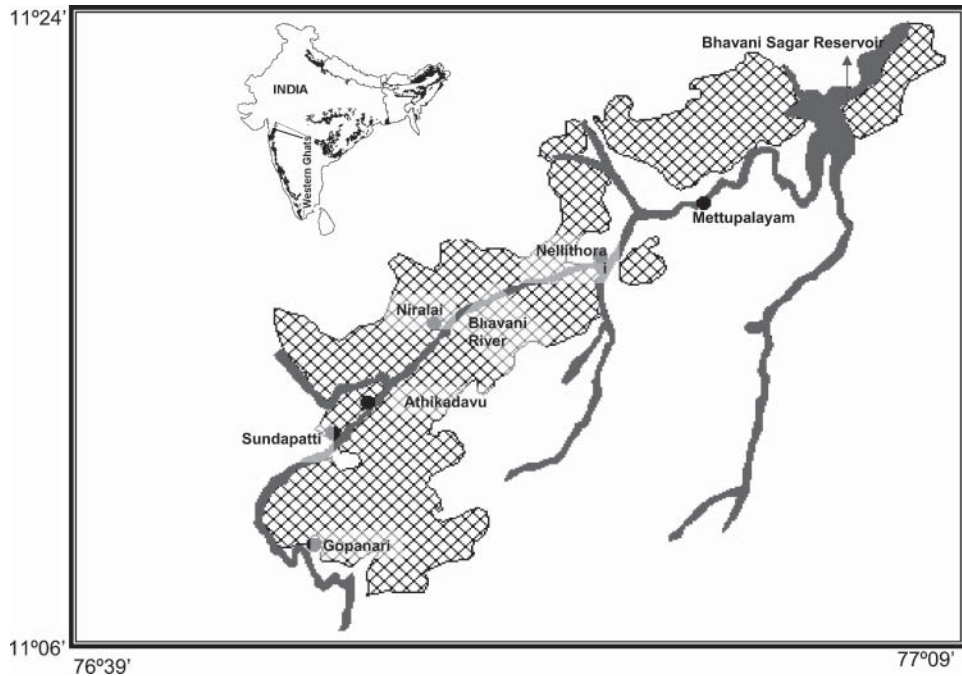 11º24'
Bhavani Sagar Reservoir
INDIA
Western Ghats
Mettupalayam
Nellithora
i
Niralai
Bhavani
River
Athikadavu
Sundapatti
Gopanari
11º06'
76º39'
77º09'